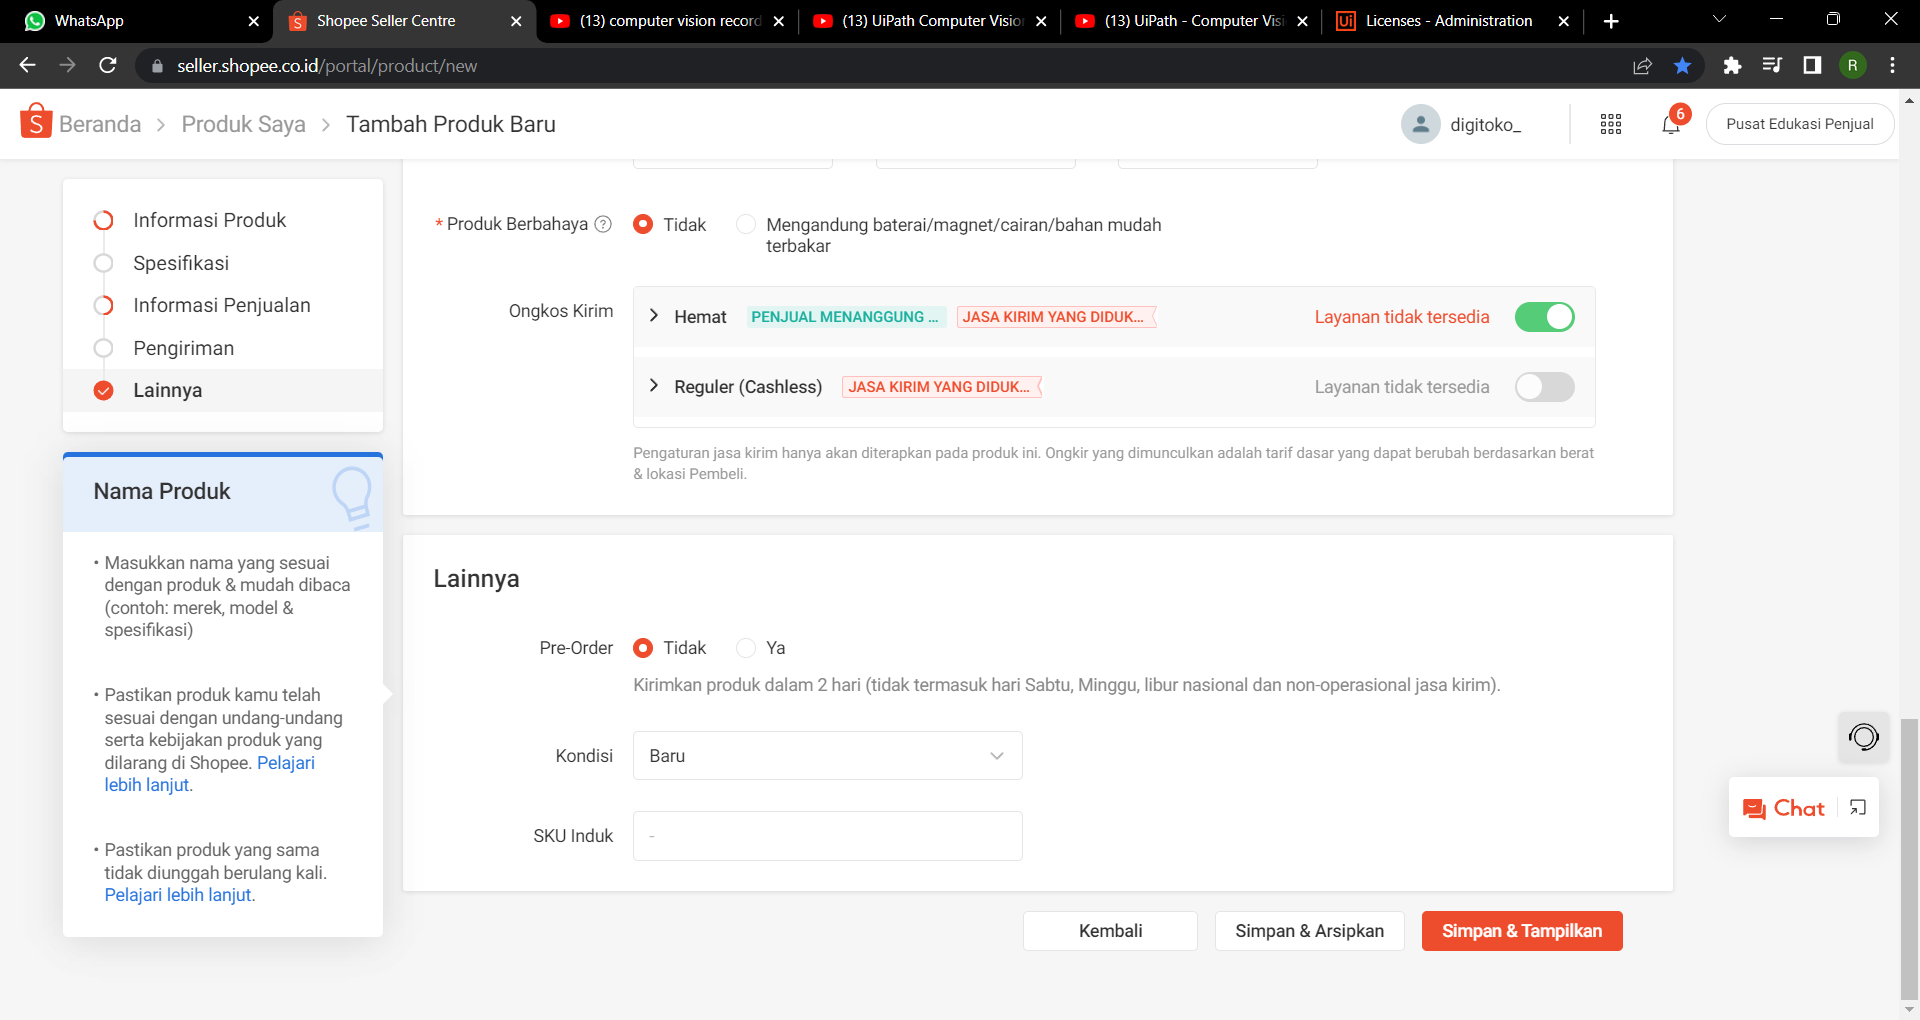 WhatsApp
Shopee Seller Centre
(13) computer vision record
(13) UiPath Computer Vision
(13) UiPath - Computer Vis
Licenses - Administration
seller.shopee.co.id/portal/product/new
R
Beranda > Produk Saya > Tambah Produk Baru
digitoko_
6
Pusat Edukasi Penjual
Informasi Produk
Spesifikasi
Informasi Penjualan
Pengiriman
Lainnya
Nama Produk
• Masukkan nama yang sesuai
dengan produk & mudah dibaca
(contoh: merek, model &
spesifikasi)
• Pastikan produk kamu telah
sesuai dengan undang-undang
serta kebijakan produk yang
dilarang di Shopee. Pelajari
lebih lanjut.
• Pastikan produk yang sama
tidak diunggah berulang kali.
Pelajari lebih lanjut.
* Produk Berbahaya ? Tidak Mengandung baterai/magnet/cairan/bahan mudah
terbakar
Ongkos Kirim
Hemat PENJUAL MENANGGUNG ... JASA KIRIM YANG DIDUK... Layanan tidak tersedia
Reguler (Cashless) JASA KIRIM YANG DIDUK... Layanan tidak tersedia
Pengaturan jasa kirim hanya akan diterapkan pada produk ini. Ongkir yang dimunculkan adalah tarif dasar yang dapat berubah berdasarkan berat
& lokasi Pembeli.
Lainnya
Pre-Order Tidak Ya
Kirimkan produk dalam 2 hari (tidak termasuk hari Sabtu, Minggu, libur nasional dan non-operasional jasa kirim).
Kondisi Baru
SKU Induk -
Kembali
Simpan & Arsipkan
Simpan & Tampilkan
Chat